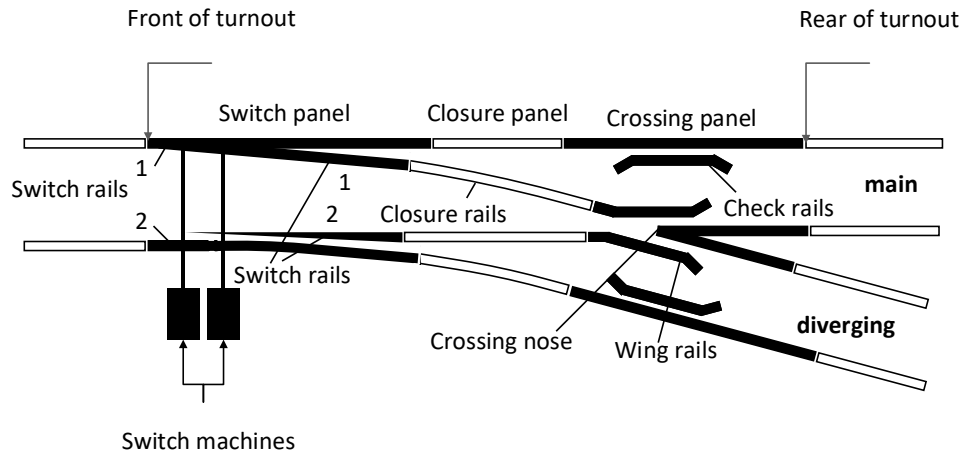 Front of turnout
Rear of turnout
Switch panel
Closure panel
Crossing panel
1
Switch rails
1
main
2
2
Closure rails
Check rails
Switch rails
diverging
Crossing nose
Wing rails
Switch machines